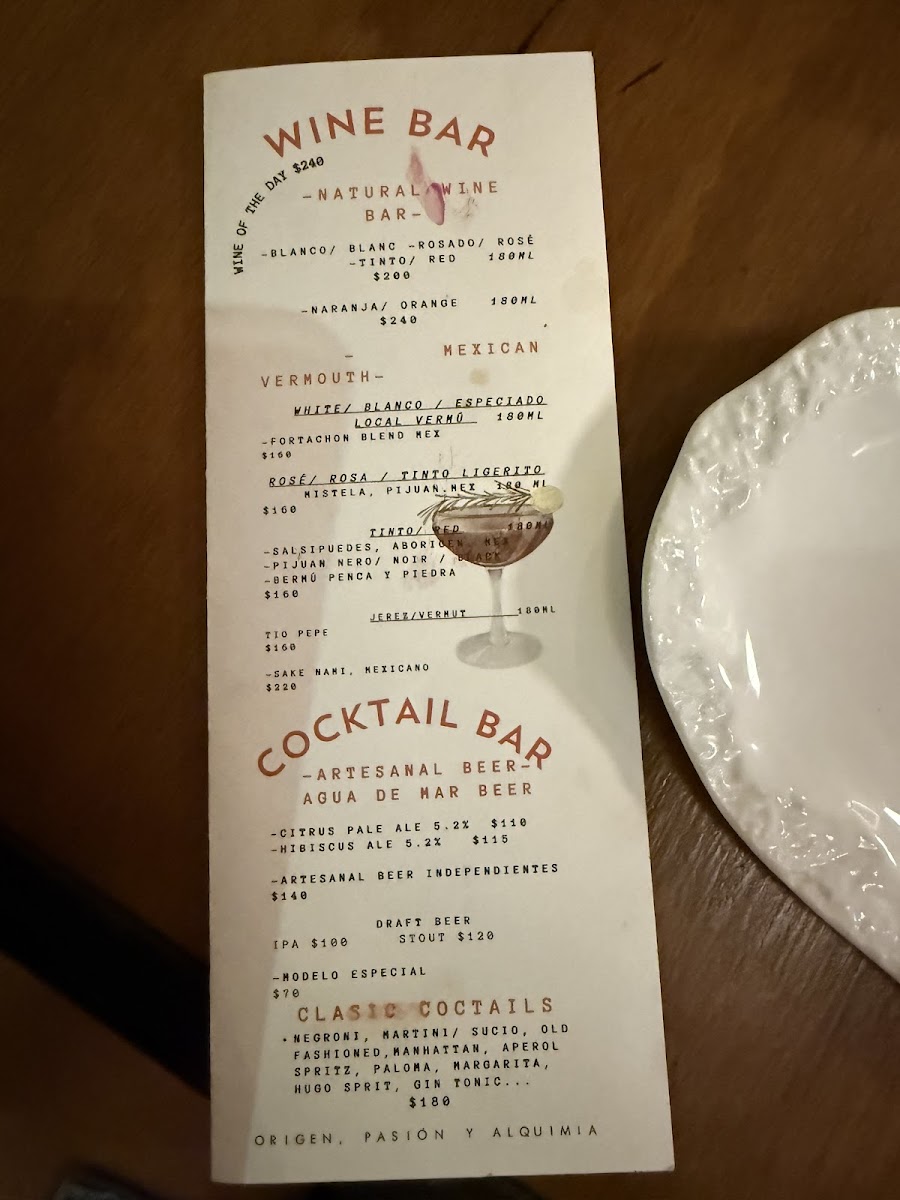 WINE BAR
WINE OF THE DAY $240
-NATURAL WINE
BAR-
-BLANCO/ BLANC -ROSADO/ ROSÉ
-TINTO/ RED 180ML
$200
-NARANJA/ ORANGE 180ML
$240
- MEXICAN
VERMOUTH-
WHITE/ BLANCO / ESPECIADO
LOCAL VERMÚ 180ML
-FORTACHON BLEND MEX
$160
ROSÉ/ ROSA / TINTO LIGERITO
MISTELA, PIJUAN.MEX 180 ML
$160
TINTO/ RED 180ML
-SALSIPUEDES, ABORIGEN, MEX
-PIJUAN NERO/ NOIR / BLACK
-BERMÚ PENCA Y PIEDRA
$160
JEREZ/VERMUT 180ML
TIO PEPE
$160
-SAKE NAMI, MEXICANO
$220
COCKTAIL BAR
-ARTESANAL BEER-
AGUA DE MAR BEER
-CITRUS PALE ALE 5.2% $110
-HIBISCUS ALE 5.2% $115
-ARTESANAL BEER INDEPENDIENTES
$140
DRAFT BEER
IPA $100 STOUT $120
-MODELO ESPECIAL
$70
CLASIC COCTAILS
•NEGRONI, MARTINI/ SUCIO, OLD
FASHIONED,MANHATTAN, APEROL
SPRITZ, PALOMA, MARGARITA,
HUGO SPRIT, GIN TONIC...
$180
ORIGEN, PASIÓN Y ALQUIMIA